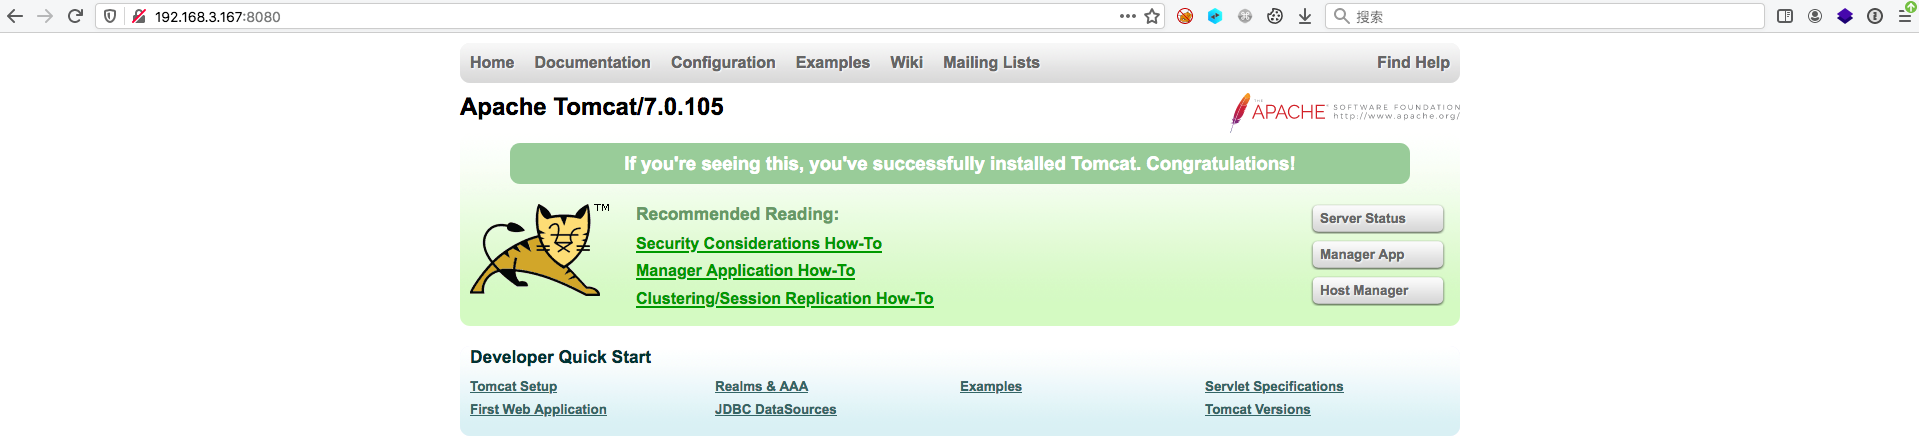 192.168.3.167:8080
搜索
Home Documentation Configuration Examples Wiki Mailing Lists Find Help
Apache Tomcat/7.0.105
THE
APACHE
SOFTWARE FOUNDATION
http://www.apache.org/
If you're seeing this, you've successfully installed Tomcat. Congratulations!
TM
Recommended Reading:
Security Considerations How-To
Manager Application How-To
Clustering/Session Replication How-To
Server Status
Manager App
Host Manager
Developer Quick Start
Tomcat Setup Realms & AAA Examples Servlet Specifications
First Web Application JDBC DataSources Tomcat Versions